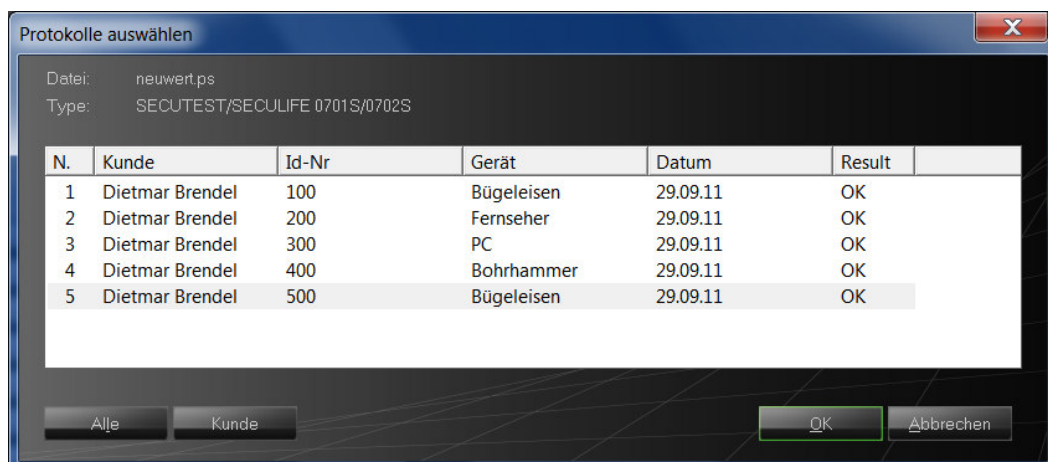 Protokolle auswählen
Datei: neuwert.ps
Type: SECUTEST/SECULIFE 0701S/0702S
N. Kunde Id-Nr Gerät Datum Result
1 Dietmar Brendel 100 Bügeleisen 29.09.11 OK
2 Dietmar Brendel 200 Fernseher 29.09.11 OK
3 Dietmar Brendel 300 PC 29.09.11 OK
4 Dietmar Brendel 400 Bohrhammer 29.09.11 OK
5 Dietmar Brendel 500 Bügeleisen 29.09.11 OK
Alle Kunde OK Abbrechen